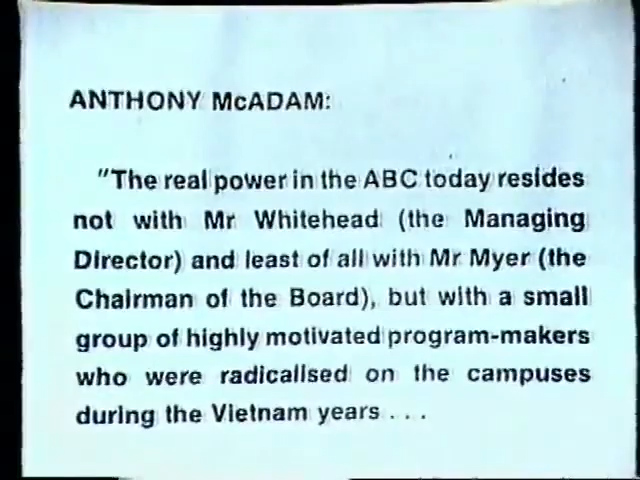 ANTHONY McADAM:
"The real power in the ABC today resides
not with Mr Whitehead (the Managing
Director) and least of all with Mr Myer (the
Chairman of the Board), but with a small
group of highly motivated program-makers
who were radicalised on the campuses
during the Vietnam years . . .